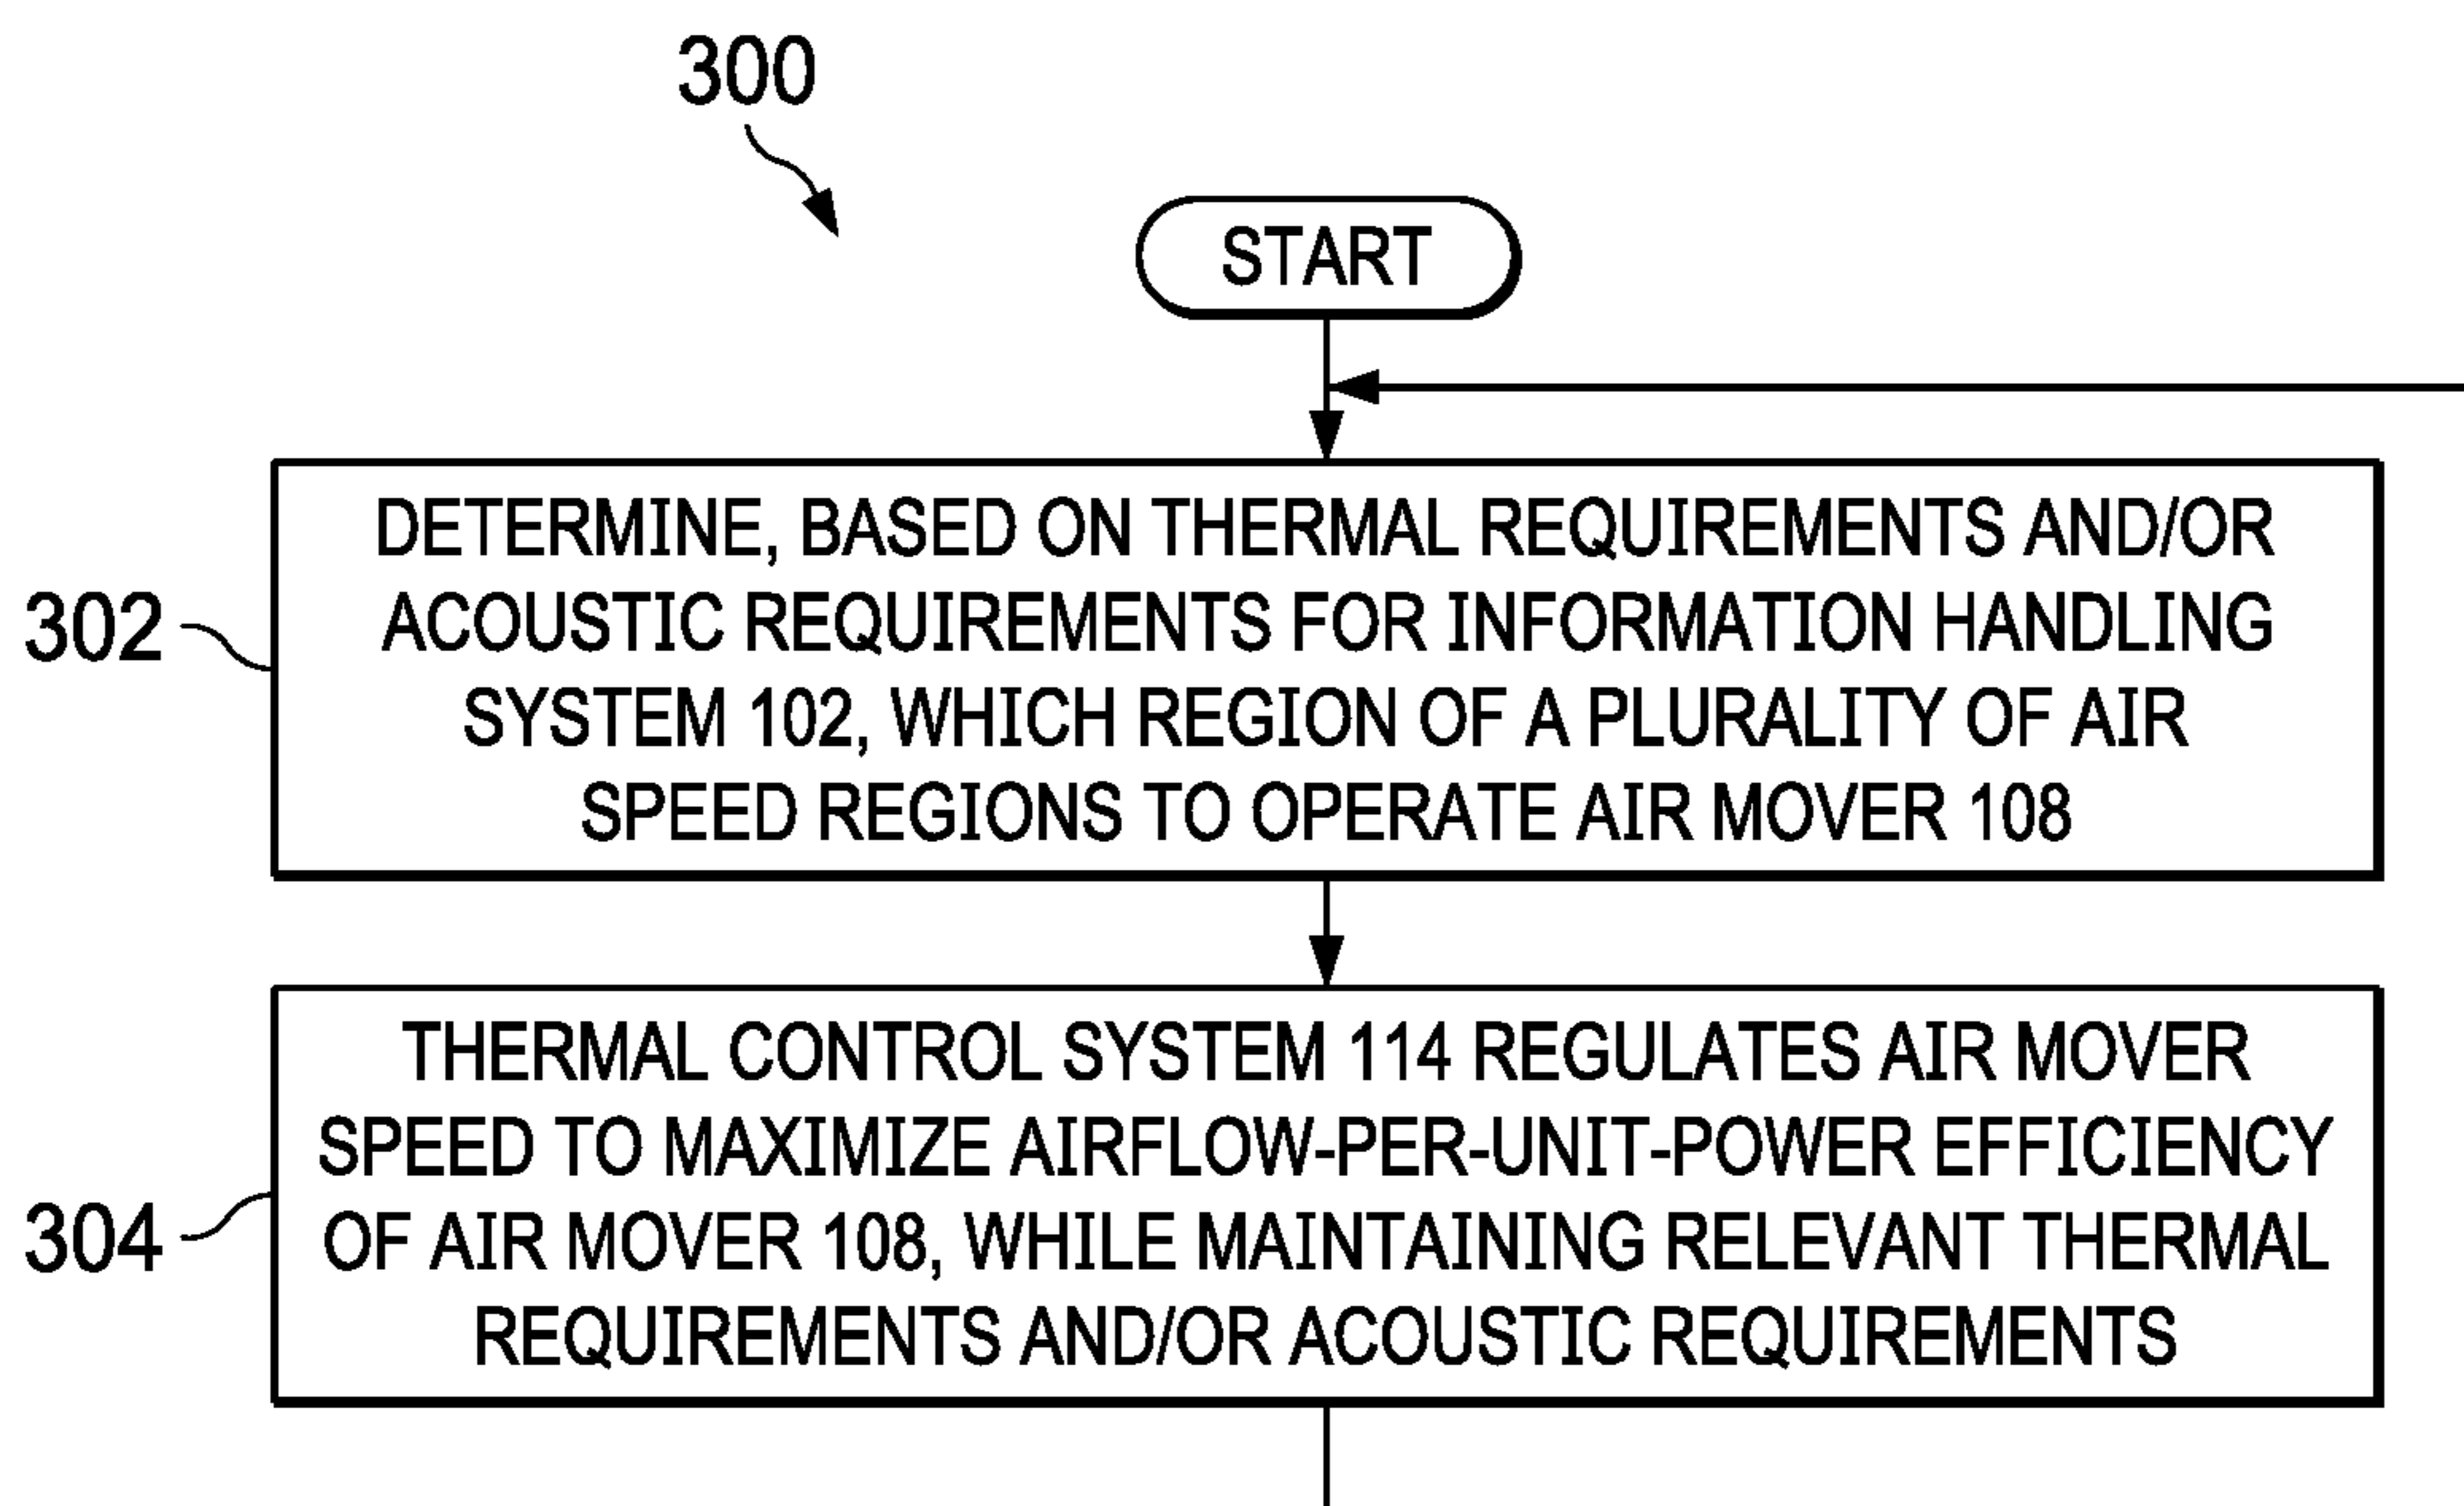 300
START
302
DETERMINE, BASED ON THERMAL REQUIREMENTS AND/OR
ACOUSTIC REQUIREMENTS FOR INFORMATION HANDLING
SYSTEM 102, WHICH REGION OF A PLURALITY OF AIR
SPEED REGIONS TO OPERATE AIR MOVER 108
304
THERMAL CONTROL SYSTEM 114 REGULATES AIR MOVER
SPEED TO MAXIMIZE AIRFLOW-PER-UNIT-POWER EFFICIENCY
OF AIR MOVER 108, WHILE MAINTAINING RELEVANT THERMAL
REQUIREMENTS AND/OR ACOUSTIC REQUIREMENTS